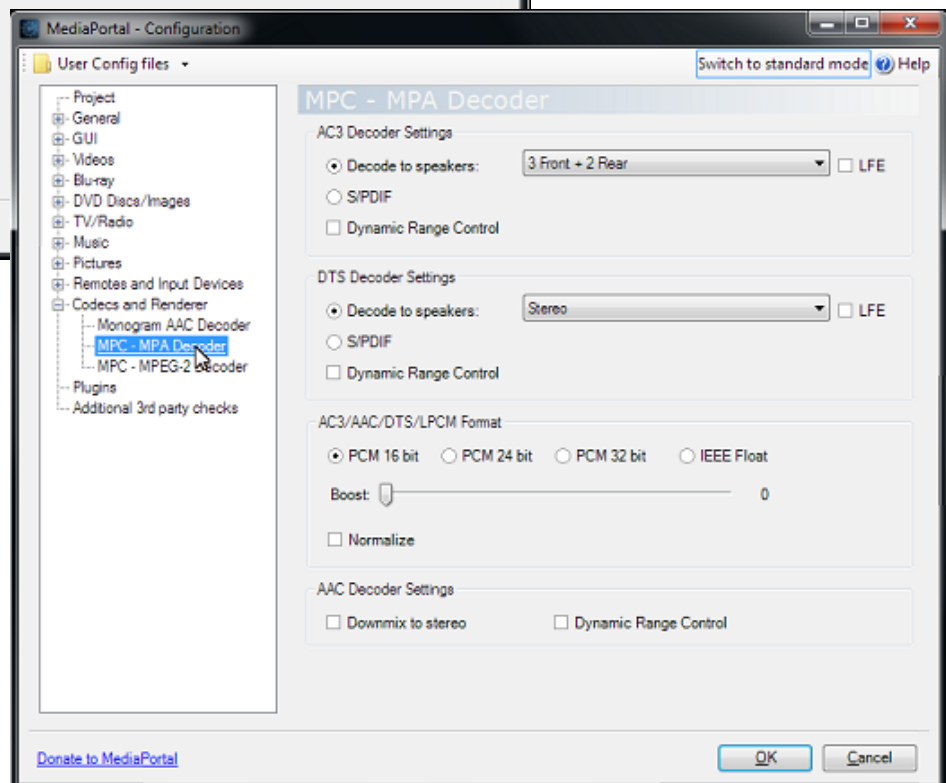 MediaPortal - Configuration
User Config files
Switch to standard mode
Help
Project
General
GUI
Videos
Blu-ray
DVD Discs/Images
TV/Radio
Music
Pictures
Remotes and Input Devices
Codecs and Renderer
Monogram AAC Decoder
MPC - MPA Decoder
MPC - MPEG-2 Decoder
Plugins
Additional 3rd party checks
MPC - MPA Decoder
AC3 Decoder Settings
Decode to speakers: 3 Front + 2 Rear LFE
S/PDIF
Dynamic Range Control
DTS Decoder Settings
Decode to speakers: Stereo LFE
S/PDIF
Dynamic Range Control
AC3/AAC/DTS/LPCM Format
PCM 16 bit PCM 24 bit PCM 32 bit IEEE Float
Boost: 0
Normalize
AAC Decoder Settings
Downmix to stereo Dynamic Range Control
Donate to MediaPortal
OK Cancel